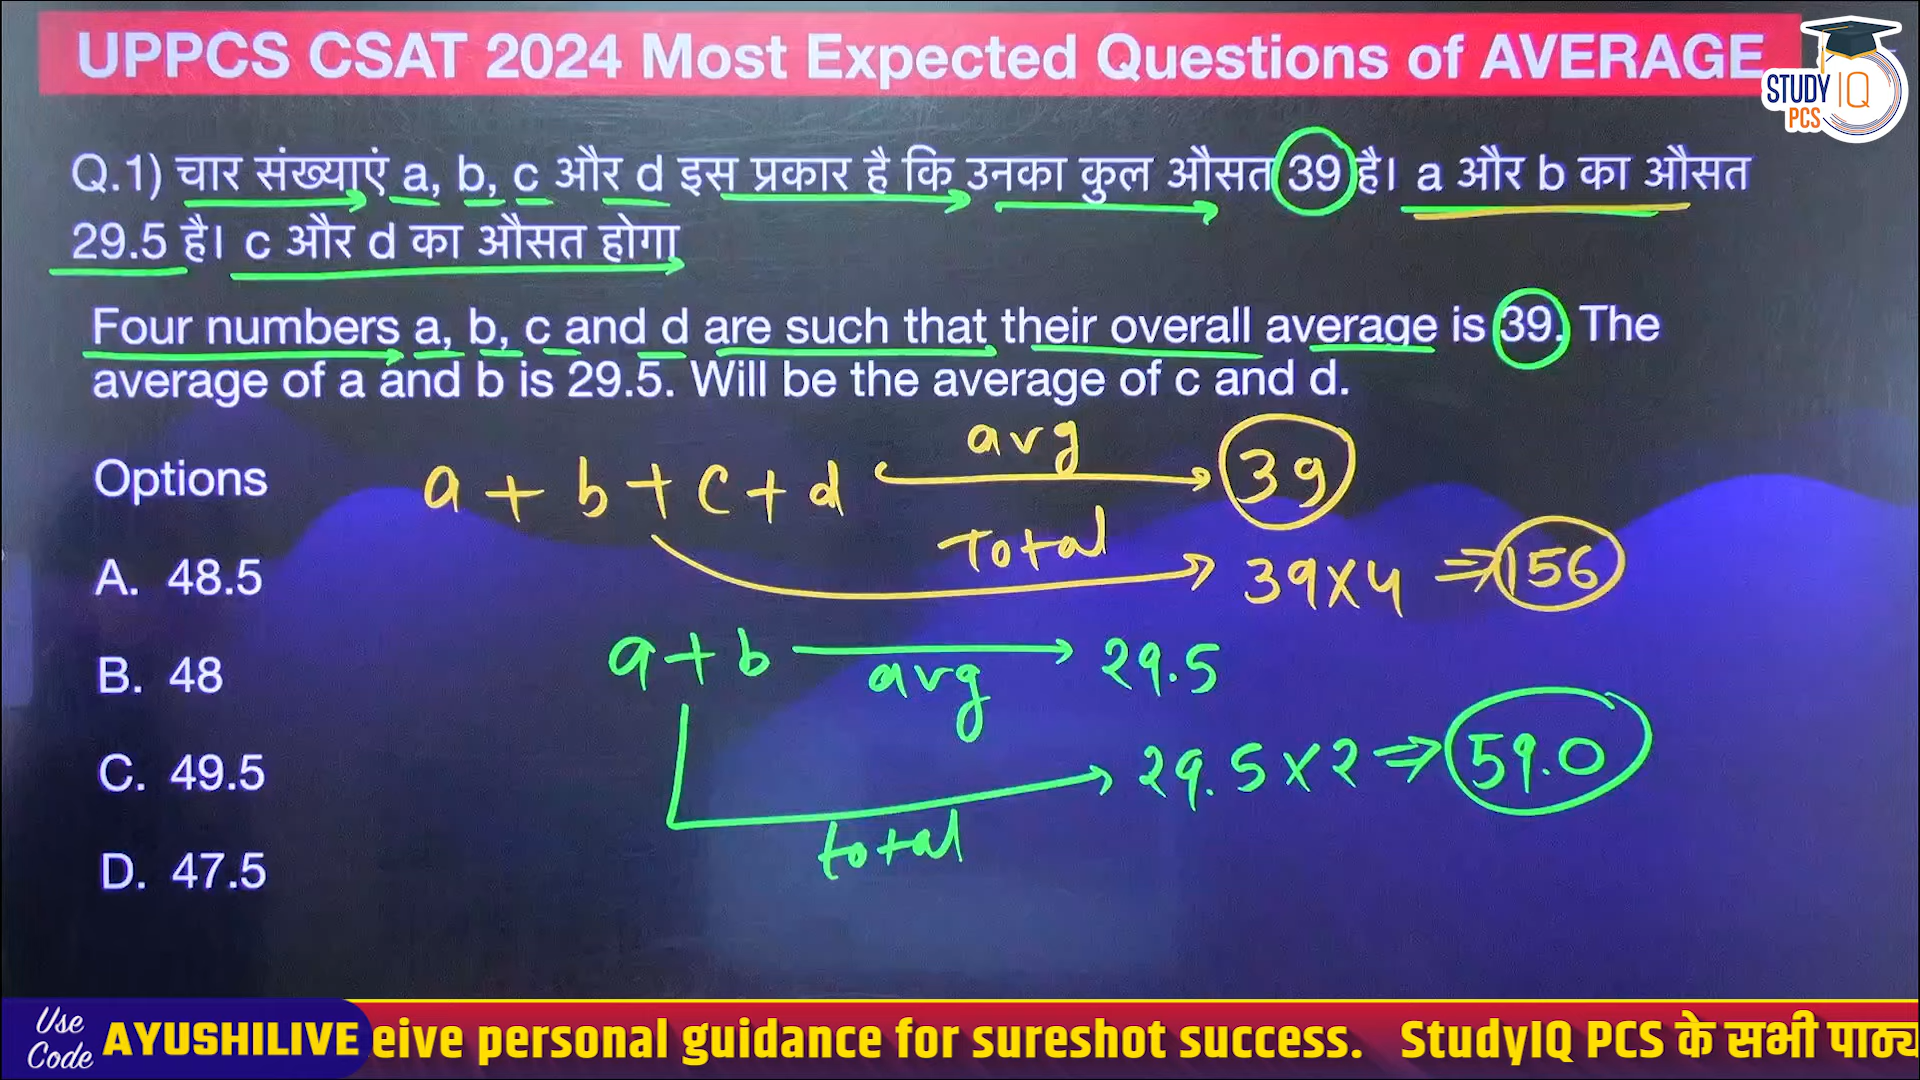 UPPCS CSAT 2024 Most Expected Questions of AVERAGE
STUDY IQ
PCS
Q.1) चार संख्याएं a, b, c और d इस प्रकार है कि उनका कुल औसत 39 है। a और b का औसत
29.5 है। c और d का औसत होगा
Four numbers a, b, c and d are such that their overall average is 39. The
average of a and b is 29.5. Will be the average of c and d.
Options
A. 48.5
B. 48
C. 49.5
D. 47.5
a + b + c + d avg 39
Total 39x4 ⇒ 156
a + b avg 29.5
total 29.5x2 ⇒ 59.0
Use
Code
AYUSHILIVE
eive personal guidance for sureshot success. StudyIQ PCS के सभी पाठ्य